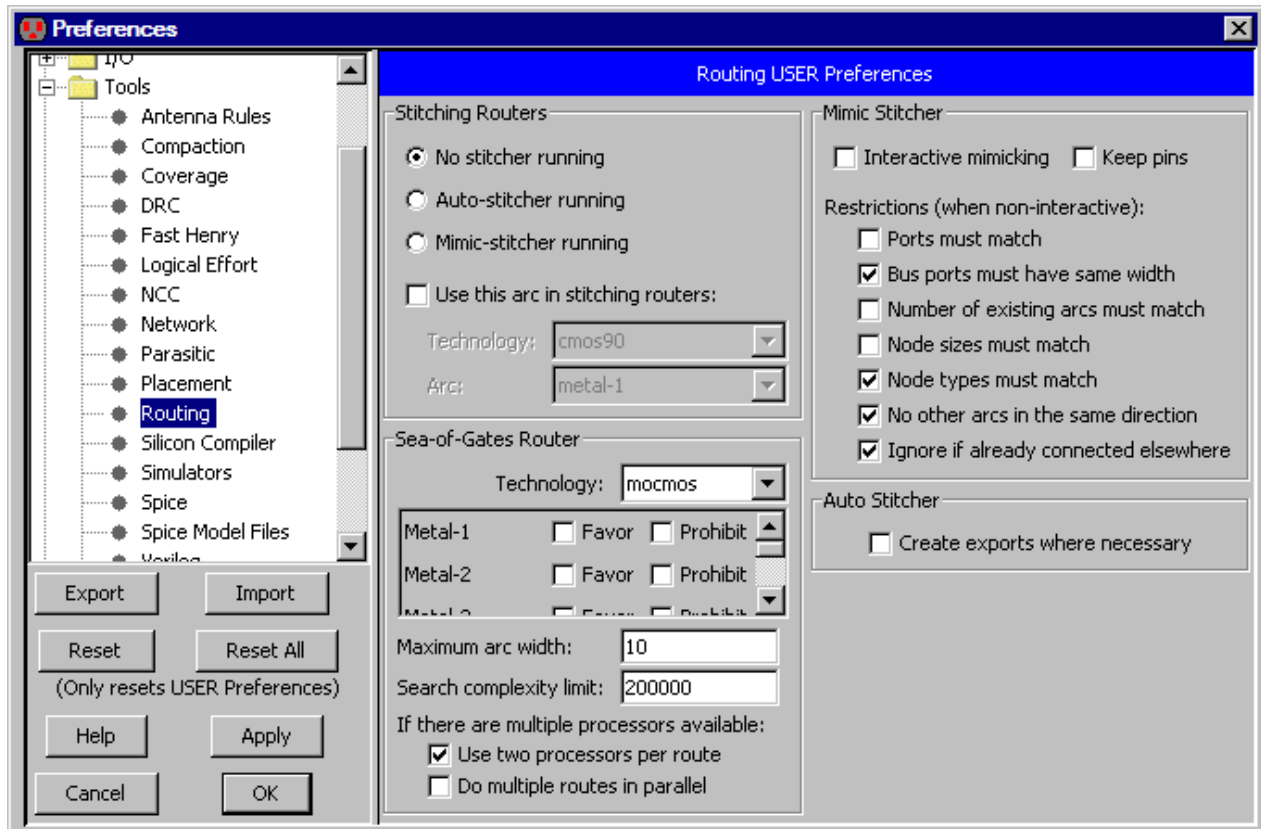 Preferences
I/O
Tools
Antenna Rules
Compaction
Coverage
DRC
Fast Henry
Logical Effort
NCC
Network
Parasitic
Placement
Routing
Silicon Compiler
Simulators
Spice
Spice Model Files
Verilog
Export Import
Reset Reset All
(Only resets USER Preferences)
Help Apply
Cancel OK
Routing USER Preferences
Stitching Routers
No stitcher running
Auto-stitcher running
Mimic-stitcher running
Use this arc in stitching routers:
Technology: cmos90
Arc: metal-1
Sea-of-Gates Router
Technology: mocmos
Metal-1 Favor Prohibit
Metal-2 Favor Prohibit
Metal-3 Favor Prohibit
Maximum arc width: 10
Search complexity limit: 200000
If there are multiple processors available:
Use two processors per route
Do multiple routes in parallel
Mimic Stitcher
Interactive mimicking Keep pins
Restrictions (when non-interactive):
Ports must match
Bus ports must have same width
Number of existing arcs must match
Node sizes must match
Node types must match
No other arcs in the same direction
Ignore if already connected elsewhere
Auto Stitcher
Create exports where necessary